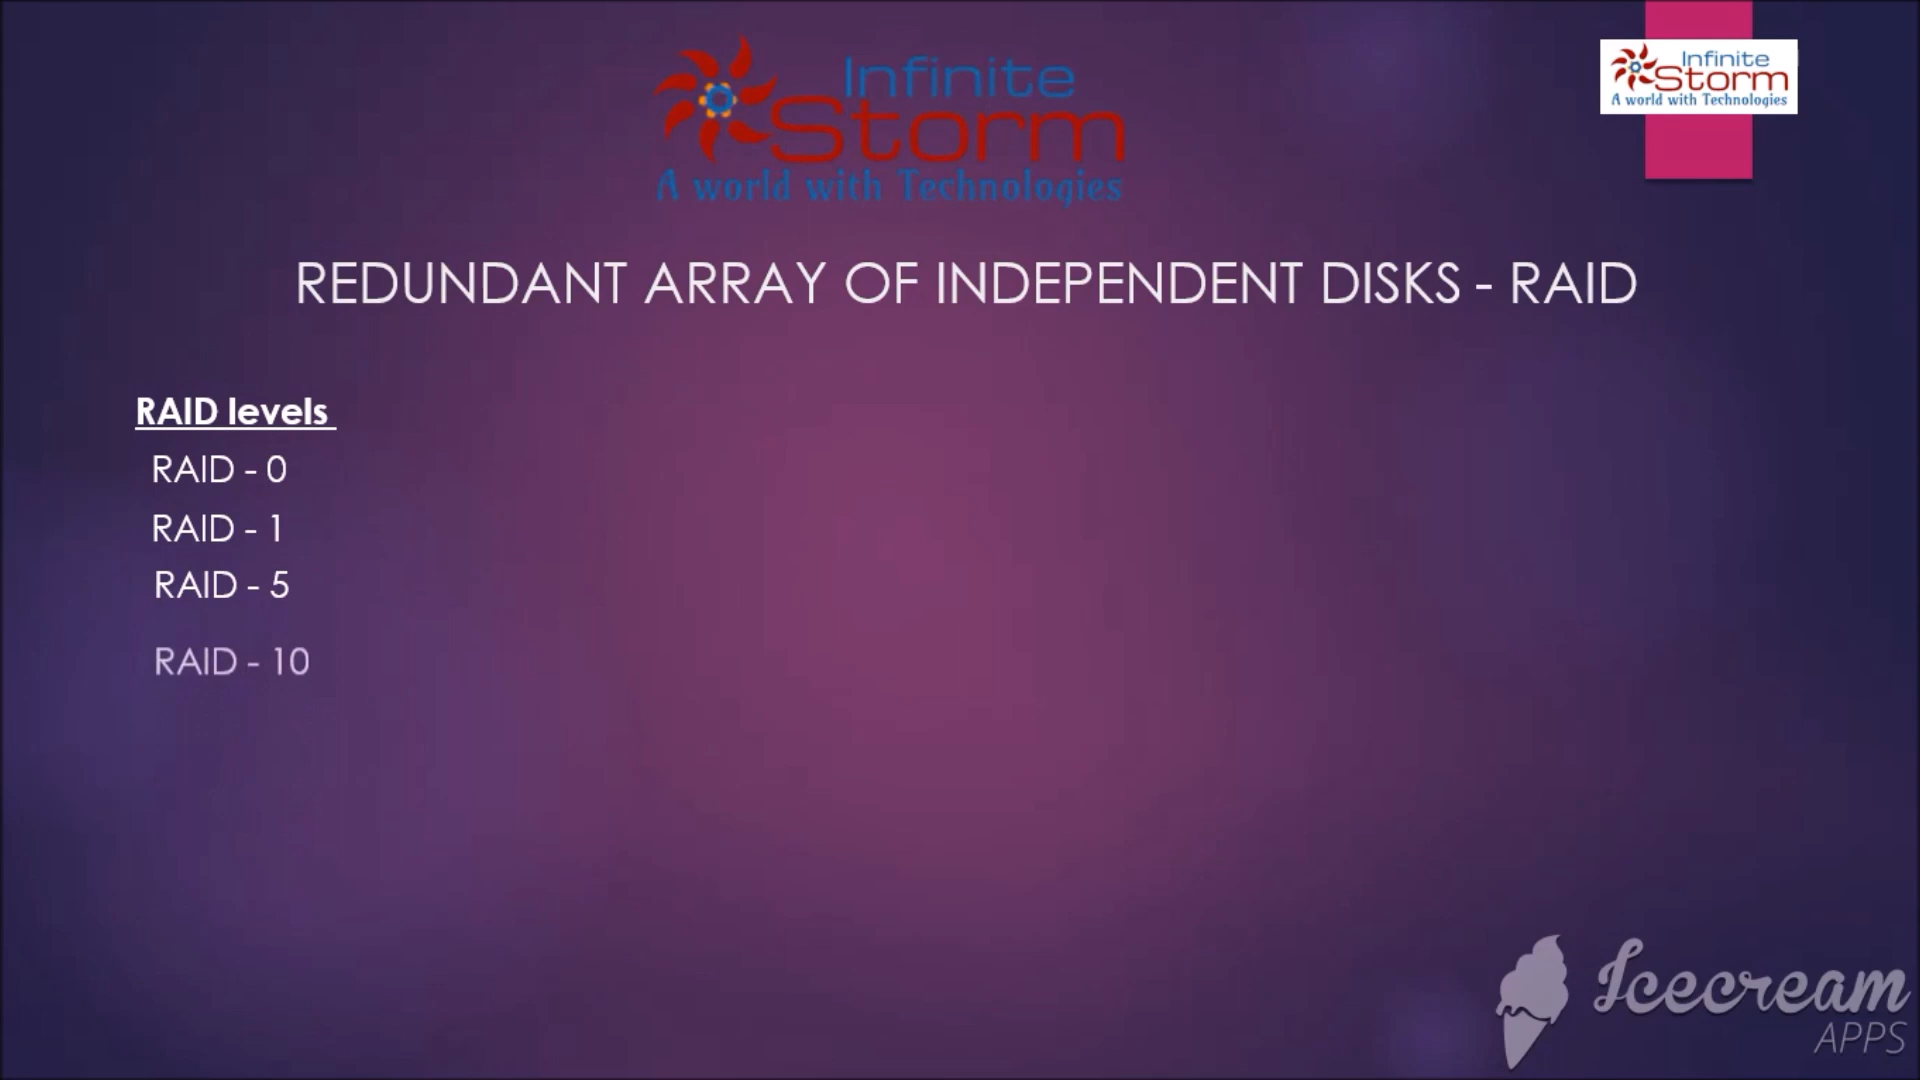 Infinite
Storm
A world with Technologies
Infinite
Storm
A world with Technologies
REDUNDANT ARRAY OF INDEPENDENT DISKS - RAID
RAID levels
RAID - 0
RAID - 1
RAID - 5
RAID - 10
Icecream
APPS